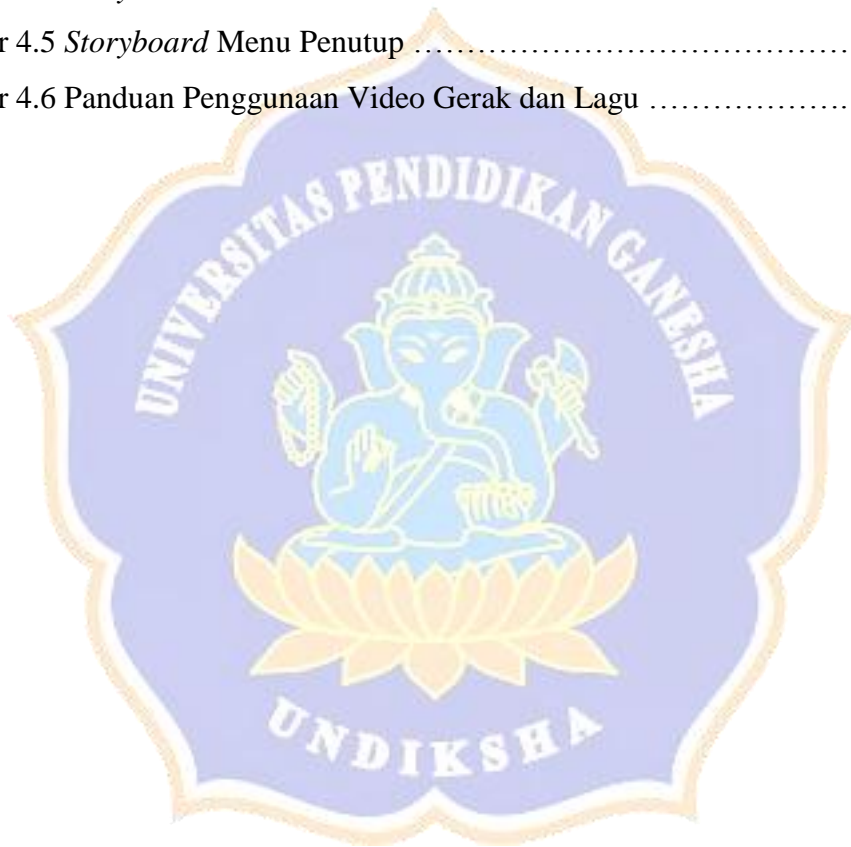 r 4.5 Storyboard Menu Penutup ……………………………………
r 4.6 Panduan Penggunaan Video Gerak dan Lagu ……………….
UNIVERSITAS PENDIDIKAN GANESHA
UNDIKSHA